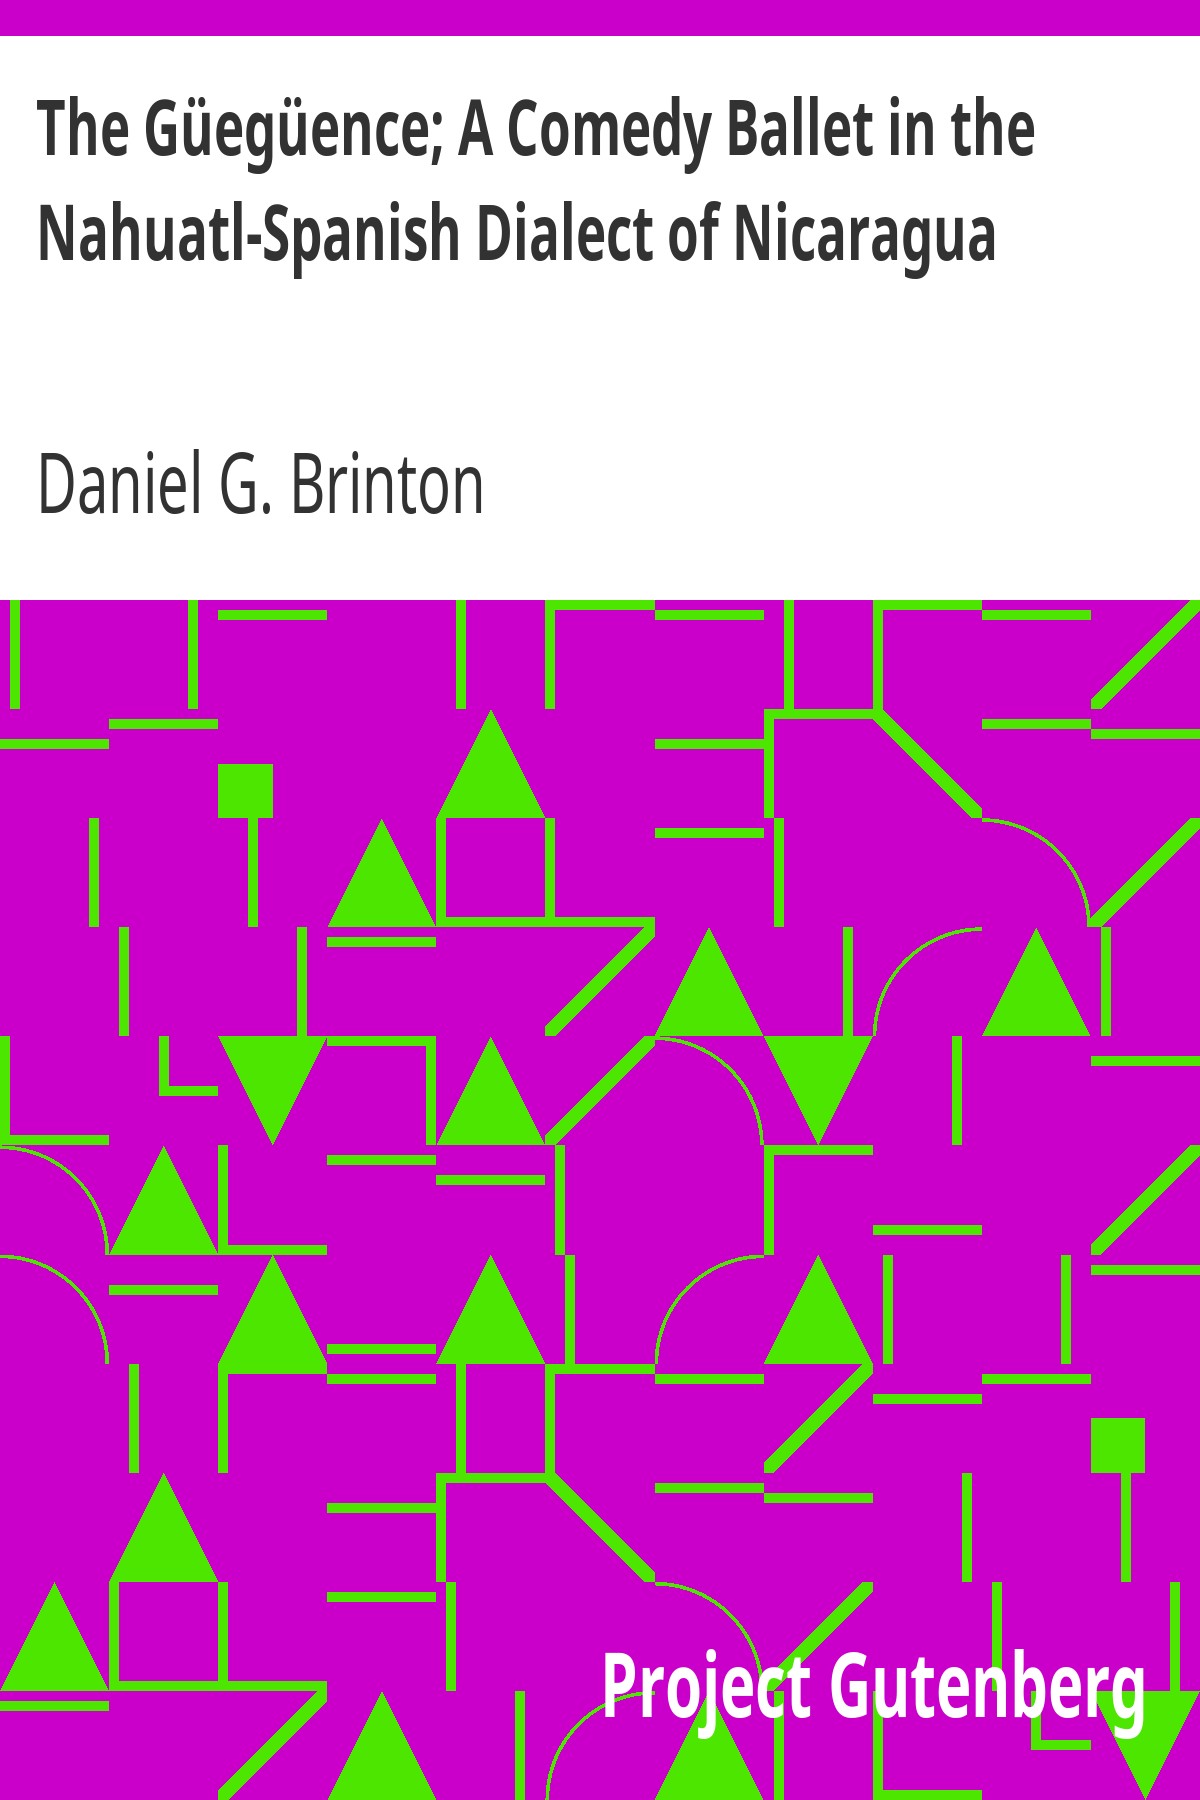 The Güegüence; A Comedy Ballet in the
Nahuatl-Spanish Dialect of Nicaragua
Daniel G. Brinton
Project Gutenberg